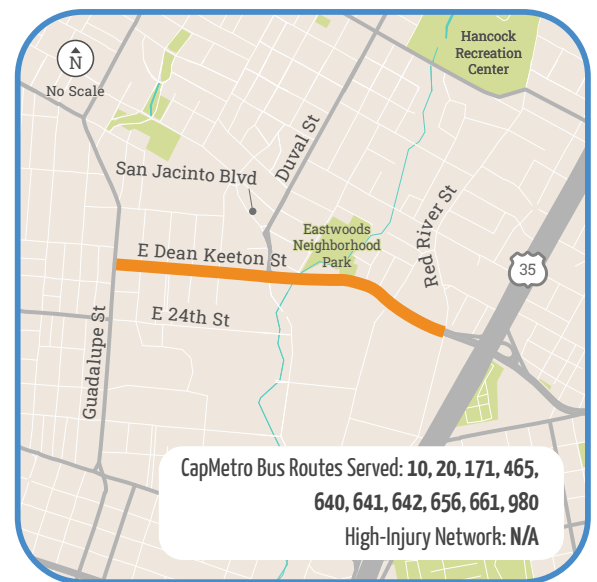 Hancock
Recreation
Center
N
No Scale
Duval St
San Jacinto Blvd
Eastwoods
Neighborhood
Park
Red River St
35
E Dean Keeton St
E 24th St
Guadalupe St
CapMetro Bus Routes Served: 10, 20, 171, 465,
640, 641, 642, 656, 661, 980
High-Injury Network: N/A